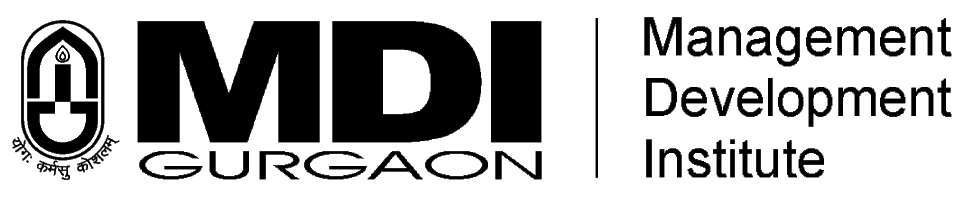 योगः कर्मसु कौशलम्
MDI
GURGAON
Management
Development
Institute